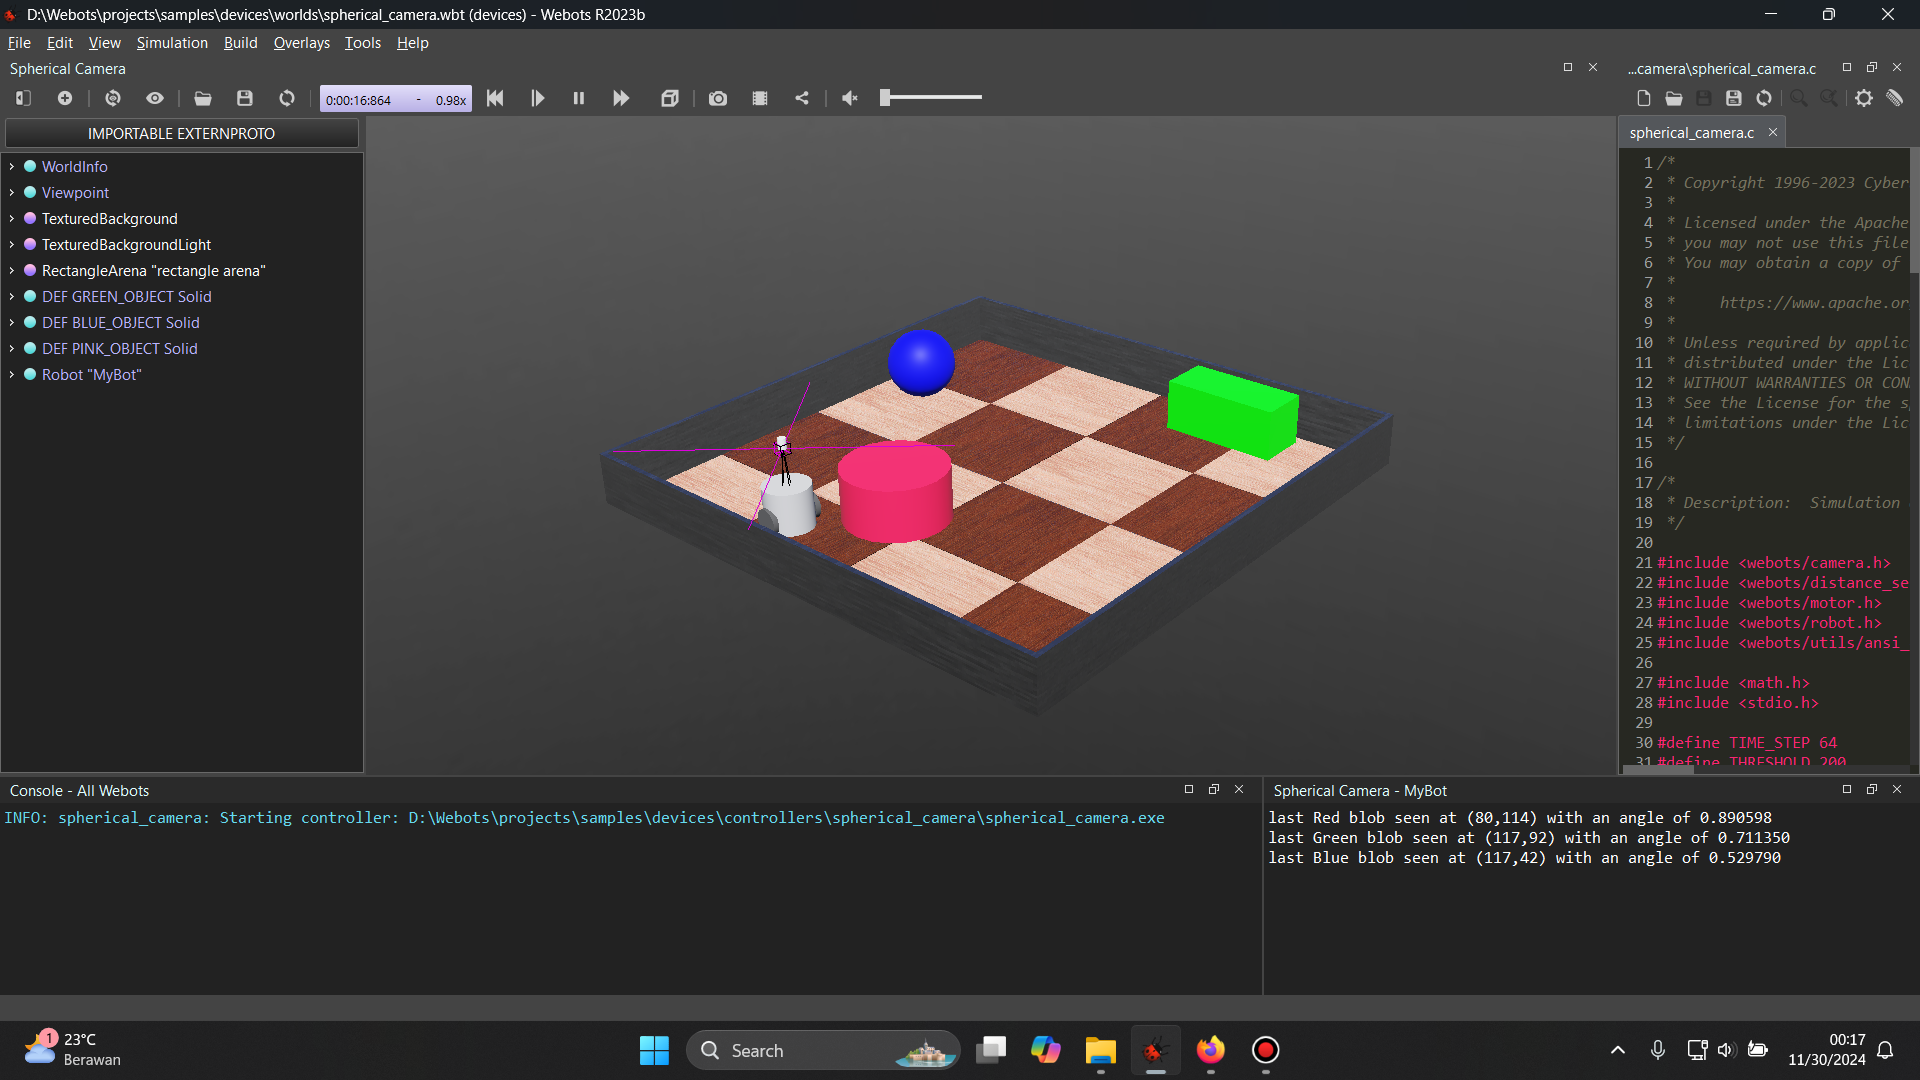 D:\Webots\projects\samples\devices\worlds\spherical_camera.wbt (devices) - Webots R2023b
File Edit View Simulation Build Overlays Tools Help
Spherical Camera
...camera\spherical_camera.c
0:00:16:864 - 0.98x
IMPORTABLE EXTERNPROTO
WorldInfo
Viewpoint
TexturedBackground
TexturedBackgroundLight
RectangleArena "rectangle arena"
DEF GREEN_OBJECT Solid
DEF BLUE_OBJECT Solid
DEF PINK_OBJECT Solid
Robot "MyBot"
spherical_camera.c
1 /*
2 * Copyright 1996-2023 Cyber
3 *
4 * Licensed under the Apache
5 * you may not use this file
6 * You may obtain a copy of
7 *
8 * https://www.apache.or
9 *
10 * Unless required by applic
11 * distributed under the Lic
12 * WITHOUT WARRANTIES OR CON
13 * See the License for the s
14 * limitations under the Lic
15 */
16
17 /*
18 * Description: Simulation
19 */
20
21 #include <webots/camera.h>
22 #include <webots/distance_se
23 #include <webots/motor.h>
24 #include <webots/robot.h>
25 #include <webots/utils/ansi_
26
27 #include <math.h>
28 #include <stdio.h>
29
30 #define TIME_STEP 64
31 #define THRESHOLD 200
Console - All Webots
INFO: spherical_camera: Starting controller: D:\Webots\projects\samples\devices\controllers\spherical_camera\spherical_camera.exe
Spherical Camera - MyBot
last Red blob seen at (80,114) with an angle of 0.890598
last Green blob seen at (117,92) with an angle of 0.711350
last Blue blob seen at (117,42) with an angle of 0.529790
1
23°C
Berawan
Search
00:17
11/30/2024